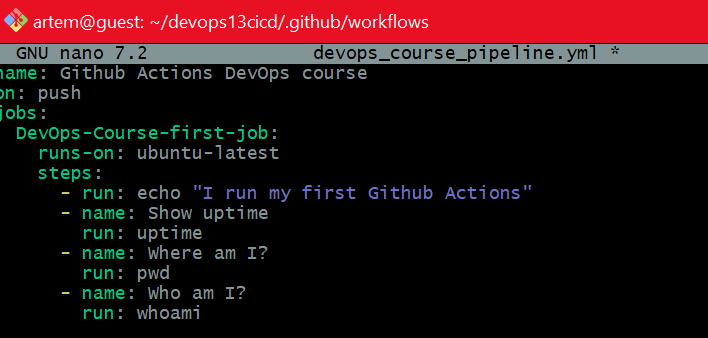 artem@guest: ~/devops13cicd/.github/workflows
GNU nano 7.2 devops_course_pipeline.yml *
name: Github Actions DevOps course
on: push
jobs:
DevOps-Course-first-job:
runs-on: ubuntu-latest
steps:
- run: echo "I run my first Github Actions"
- name: Show uptime
run: uptime
- name: Where am I?
run: pwd
- name: Who am I?
run: whoami